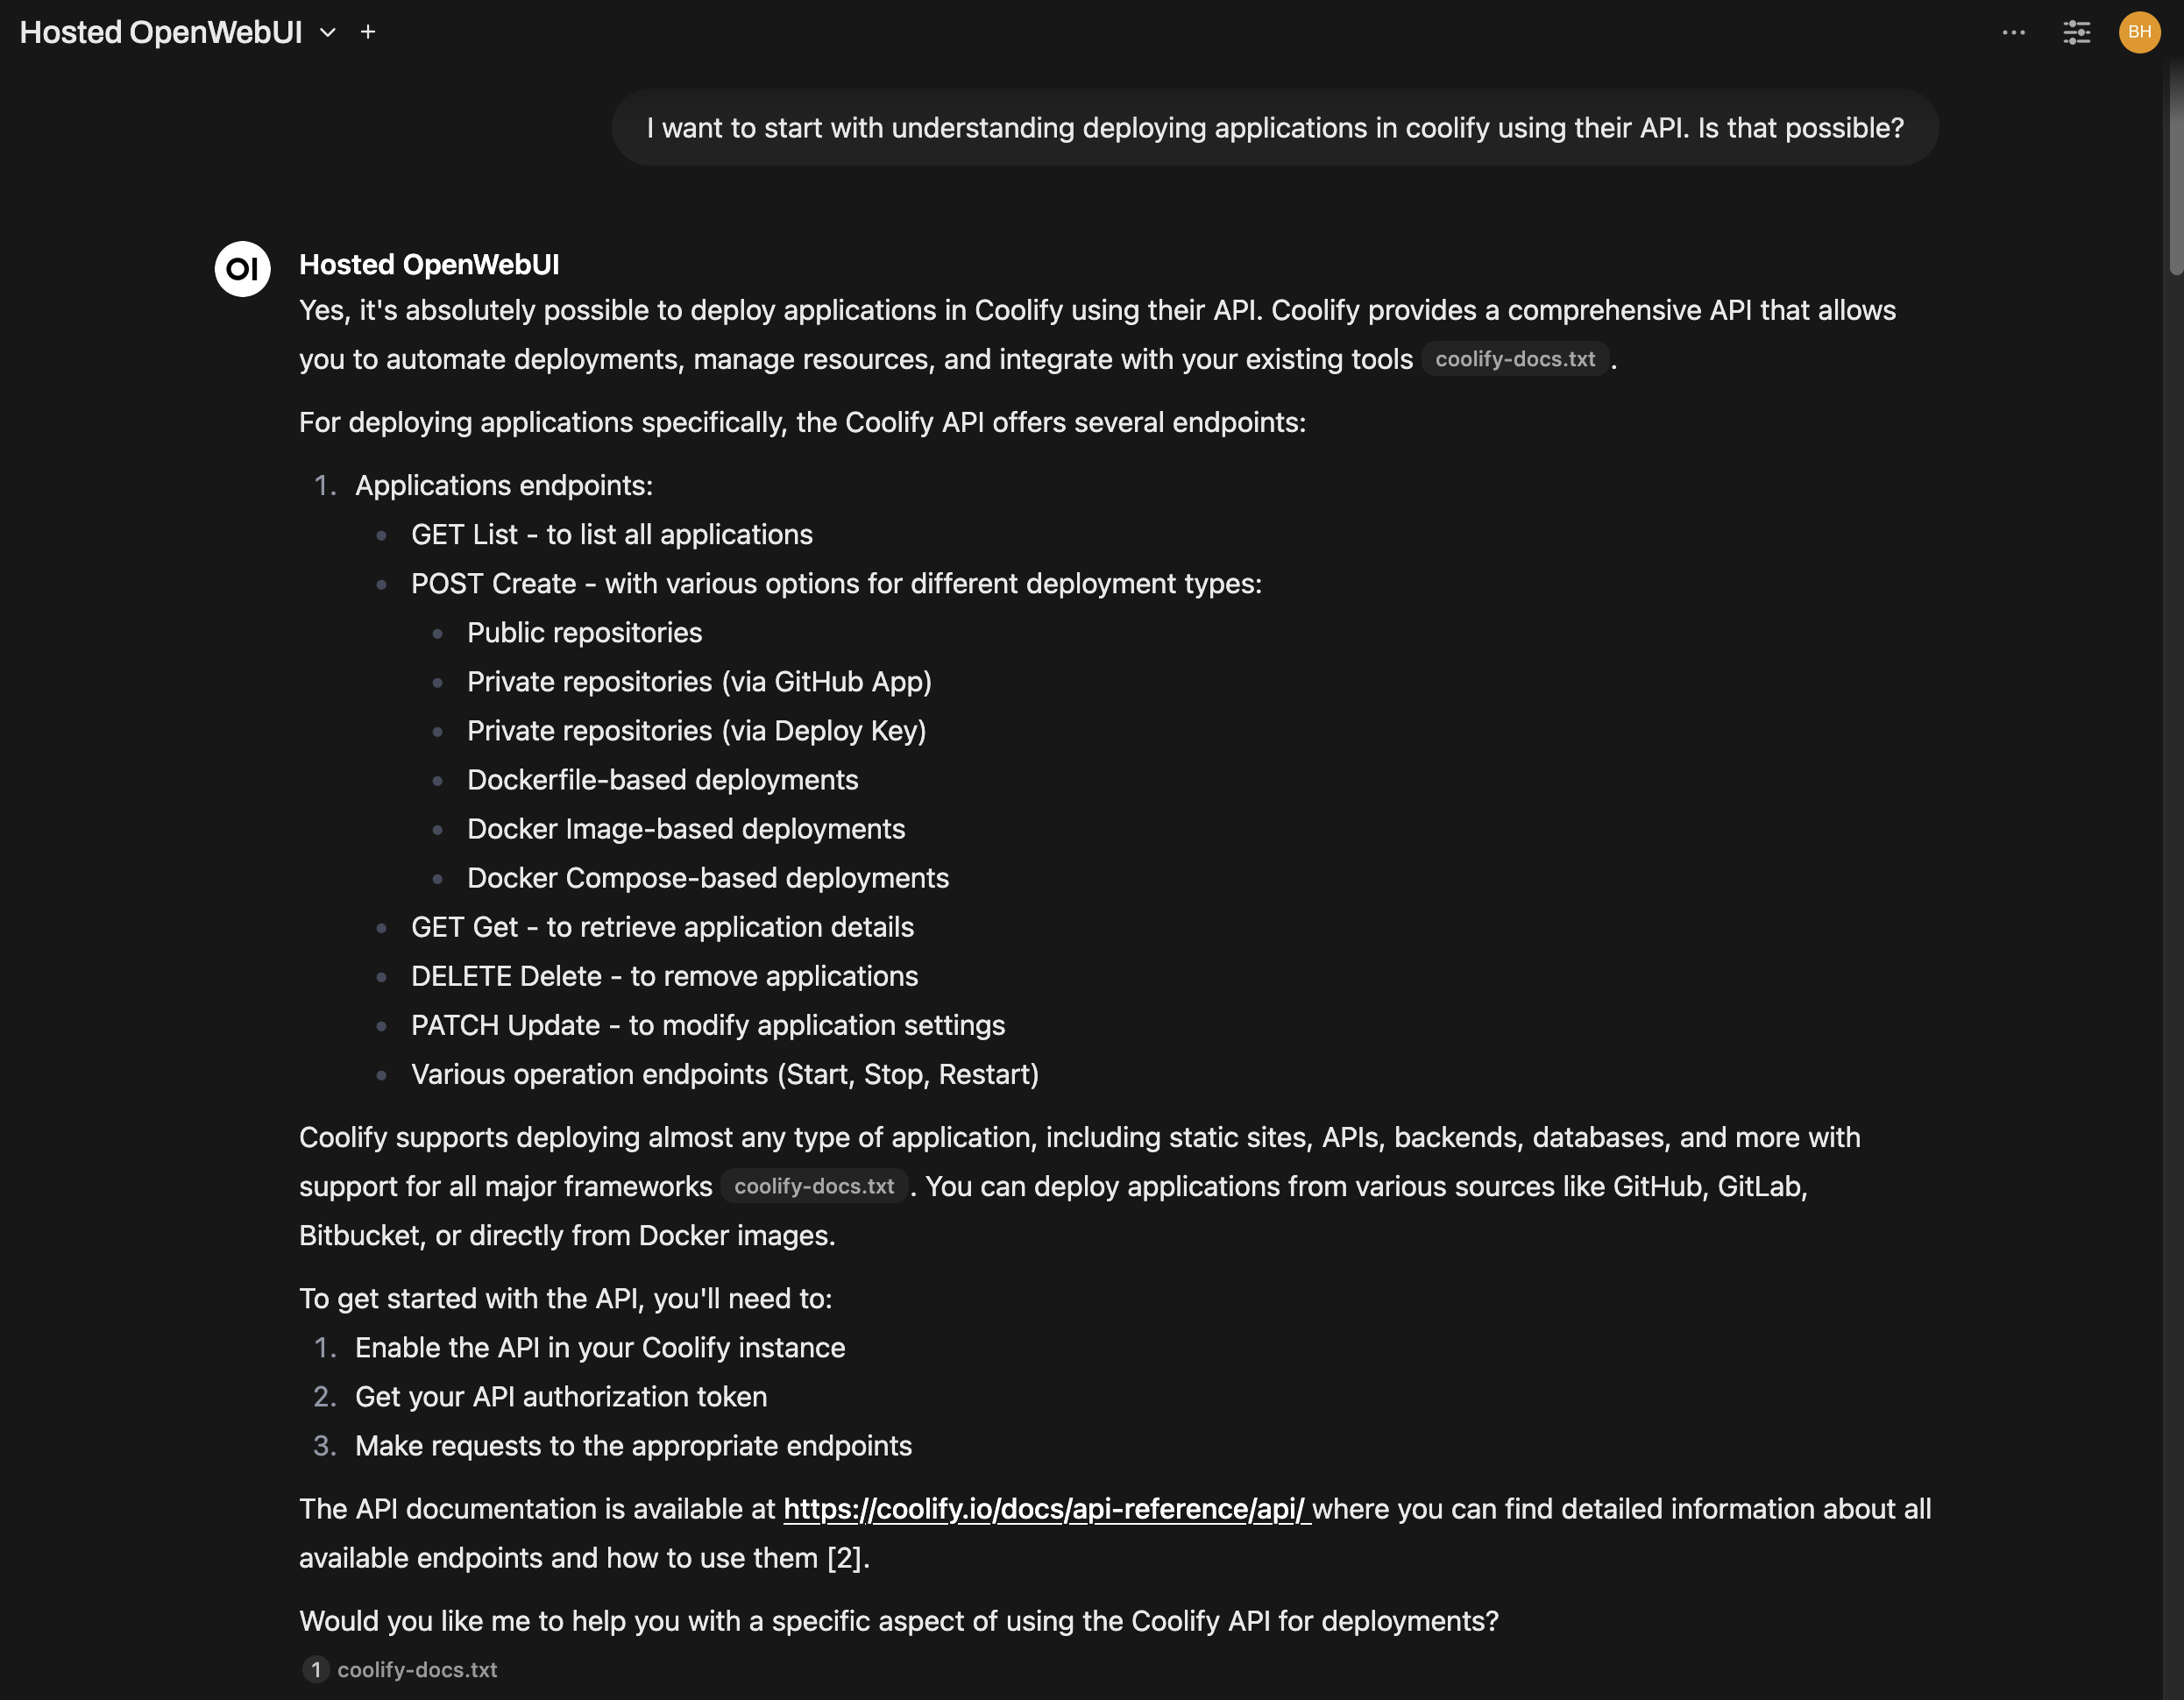 Hosted OpenWebUI
BH
I want to start with understanding deploying applications in coolify using their API. Is that possible?
OI
Hosted OpenWebUI
Yes, it's absolutely possible to deploy applications in Coolify using their API. Coolify provides a comprehensive API that allows
you to automate deployments, manage resources, and integrate with your existing tools coolify-docs.txt .
For deploying applications specifically, the Coolify API offers several endpoints:
1. Applications endpoints:
GET List - to list all applications
POST Create - with various options for different deployment types:
Public repositories
Private repositories (via GitHub App)
Private repositories (via Deploy Key)
Dockerfile-based deployments
Docker Image-based deployments
Docker Compose-based deployments
GET Get - to retrieve application details
DELETE Delete - to remove applications
PATCH Update - to modify application settings
Various operation endpoints (Start, Stop, Restart)
Coolify supports deploying almost any type of application, including static sites, APIs, backends, databases, and more with
support for all major frameworks coolify-docs.txt . You can deploy applications from various sources like GitHub, GitLab,
Bitbucket, or directly from Docker images.
To get started with the API, you'll need to:
1. Enable the API in your Coolify instance
2. Get your API authorization token
3. Make requests to the appropriate endpoints
The API documentation is available at https://coolify.io/docs/api-reference/api/ where you can find detailed information about all
available endpoints and how to use them [2].
Would you like me to help you with a specific aspect of using the Coolify API for deployments?
1 coolify-docs.txt